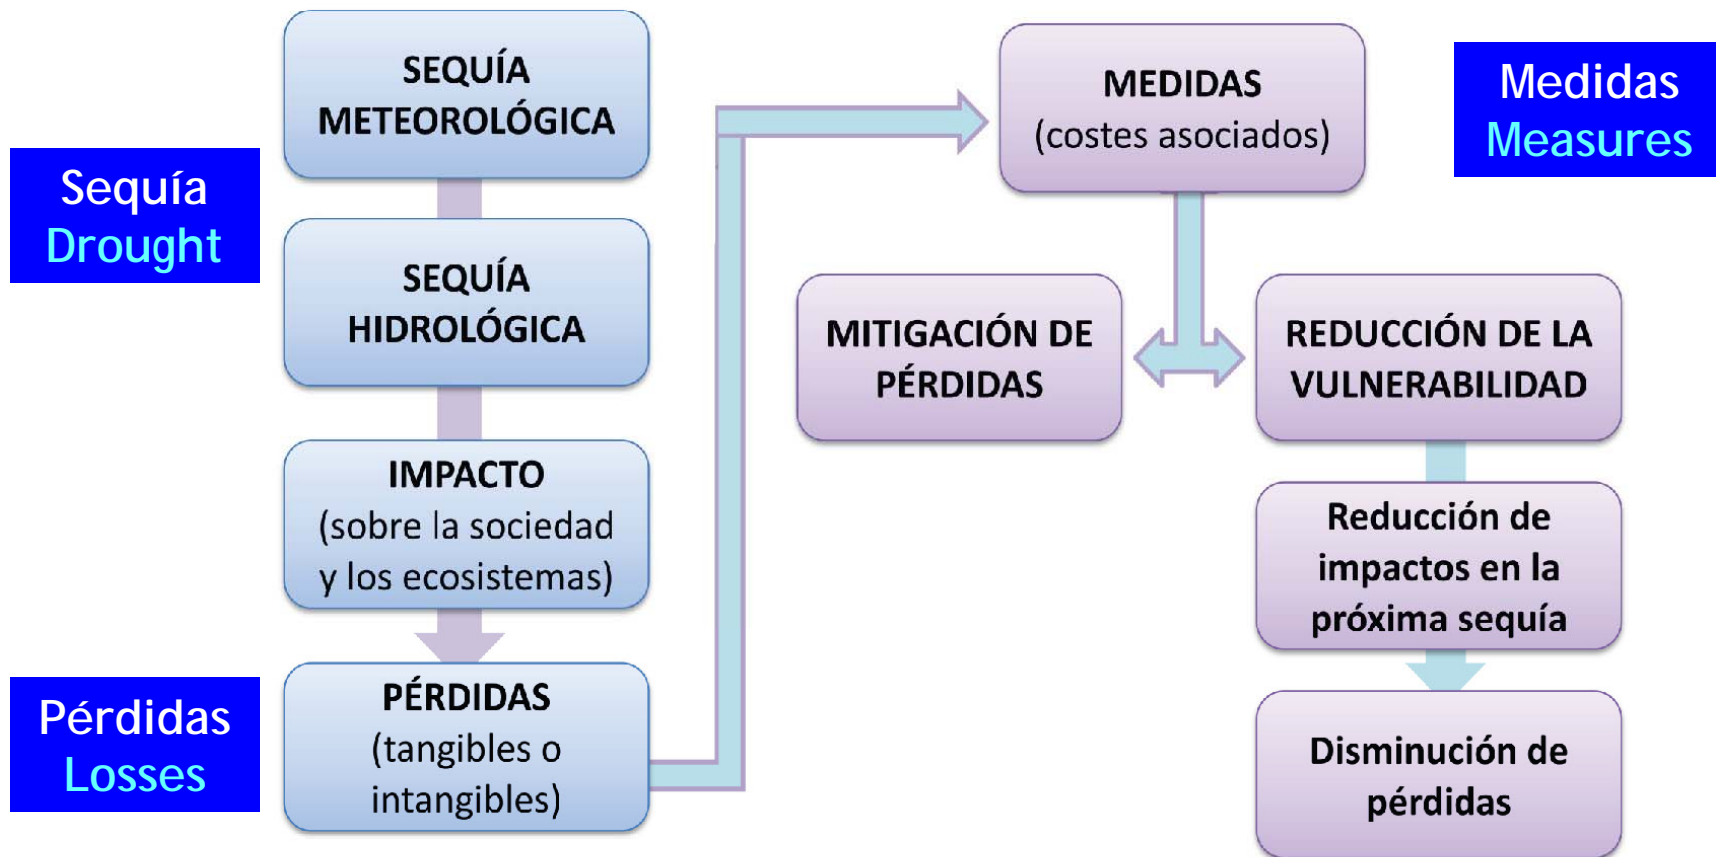 Sequía
Drought
SEQUÍA
METEOROLÓGICA
SEQUÍA
HIDROLÓGICA
IMPACTO
(sobre la sociedad
y los ecosistemas)
Pérdidas
Losses
PÉRDIDAS
(tangibles o
intangibles)
MEDIDAS
(costes asociados)
Medidas
Measures
MITIGACIÓN DE
PÉRDIDAS
REDUCCIÓN DE LA
VULNERABILIDAD
Reducción de
impactos en la
próxima sequía
Disminución de
pérdidas